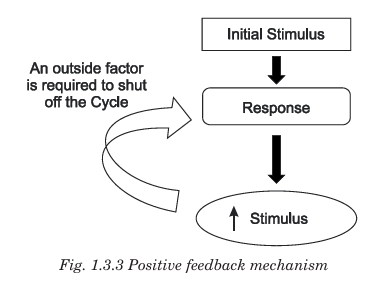 Initial Stimulus
An outside factor
is required to shut
off the Cycle
Response
Stimulus
Fig. 1.3.3 Positive feedback mechanism